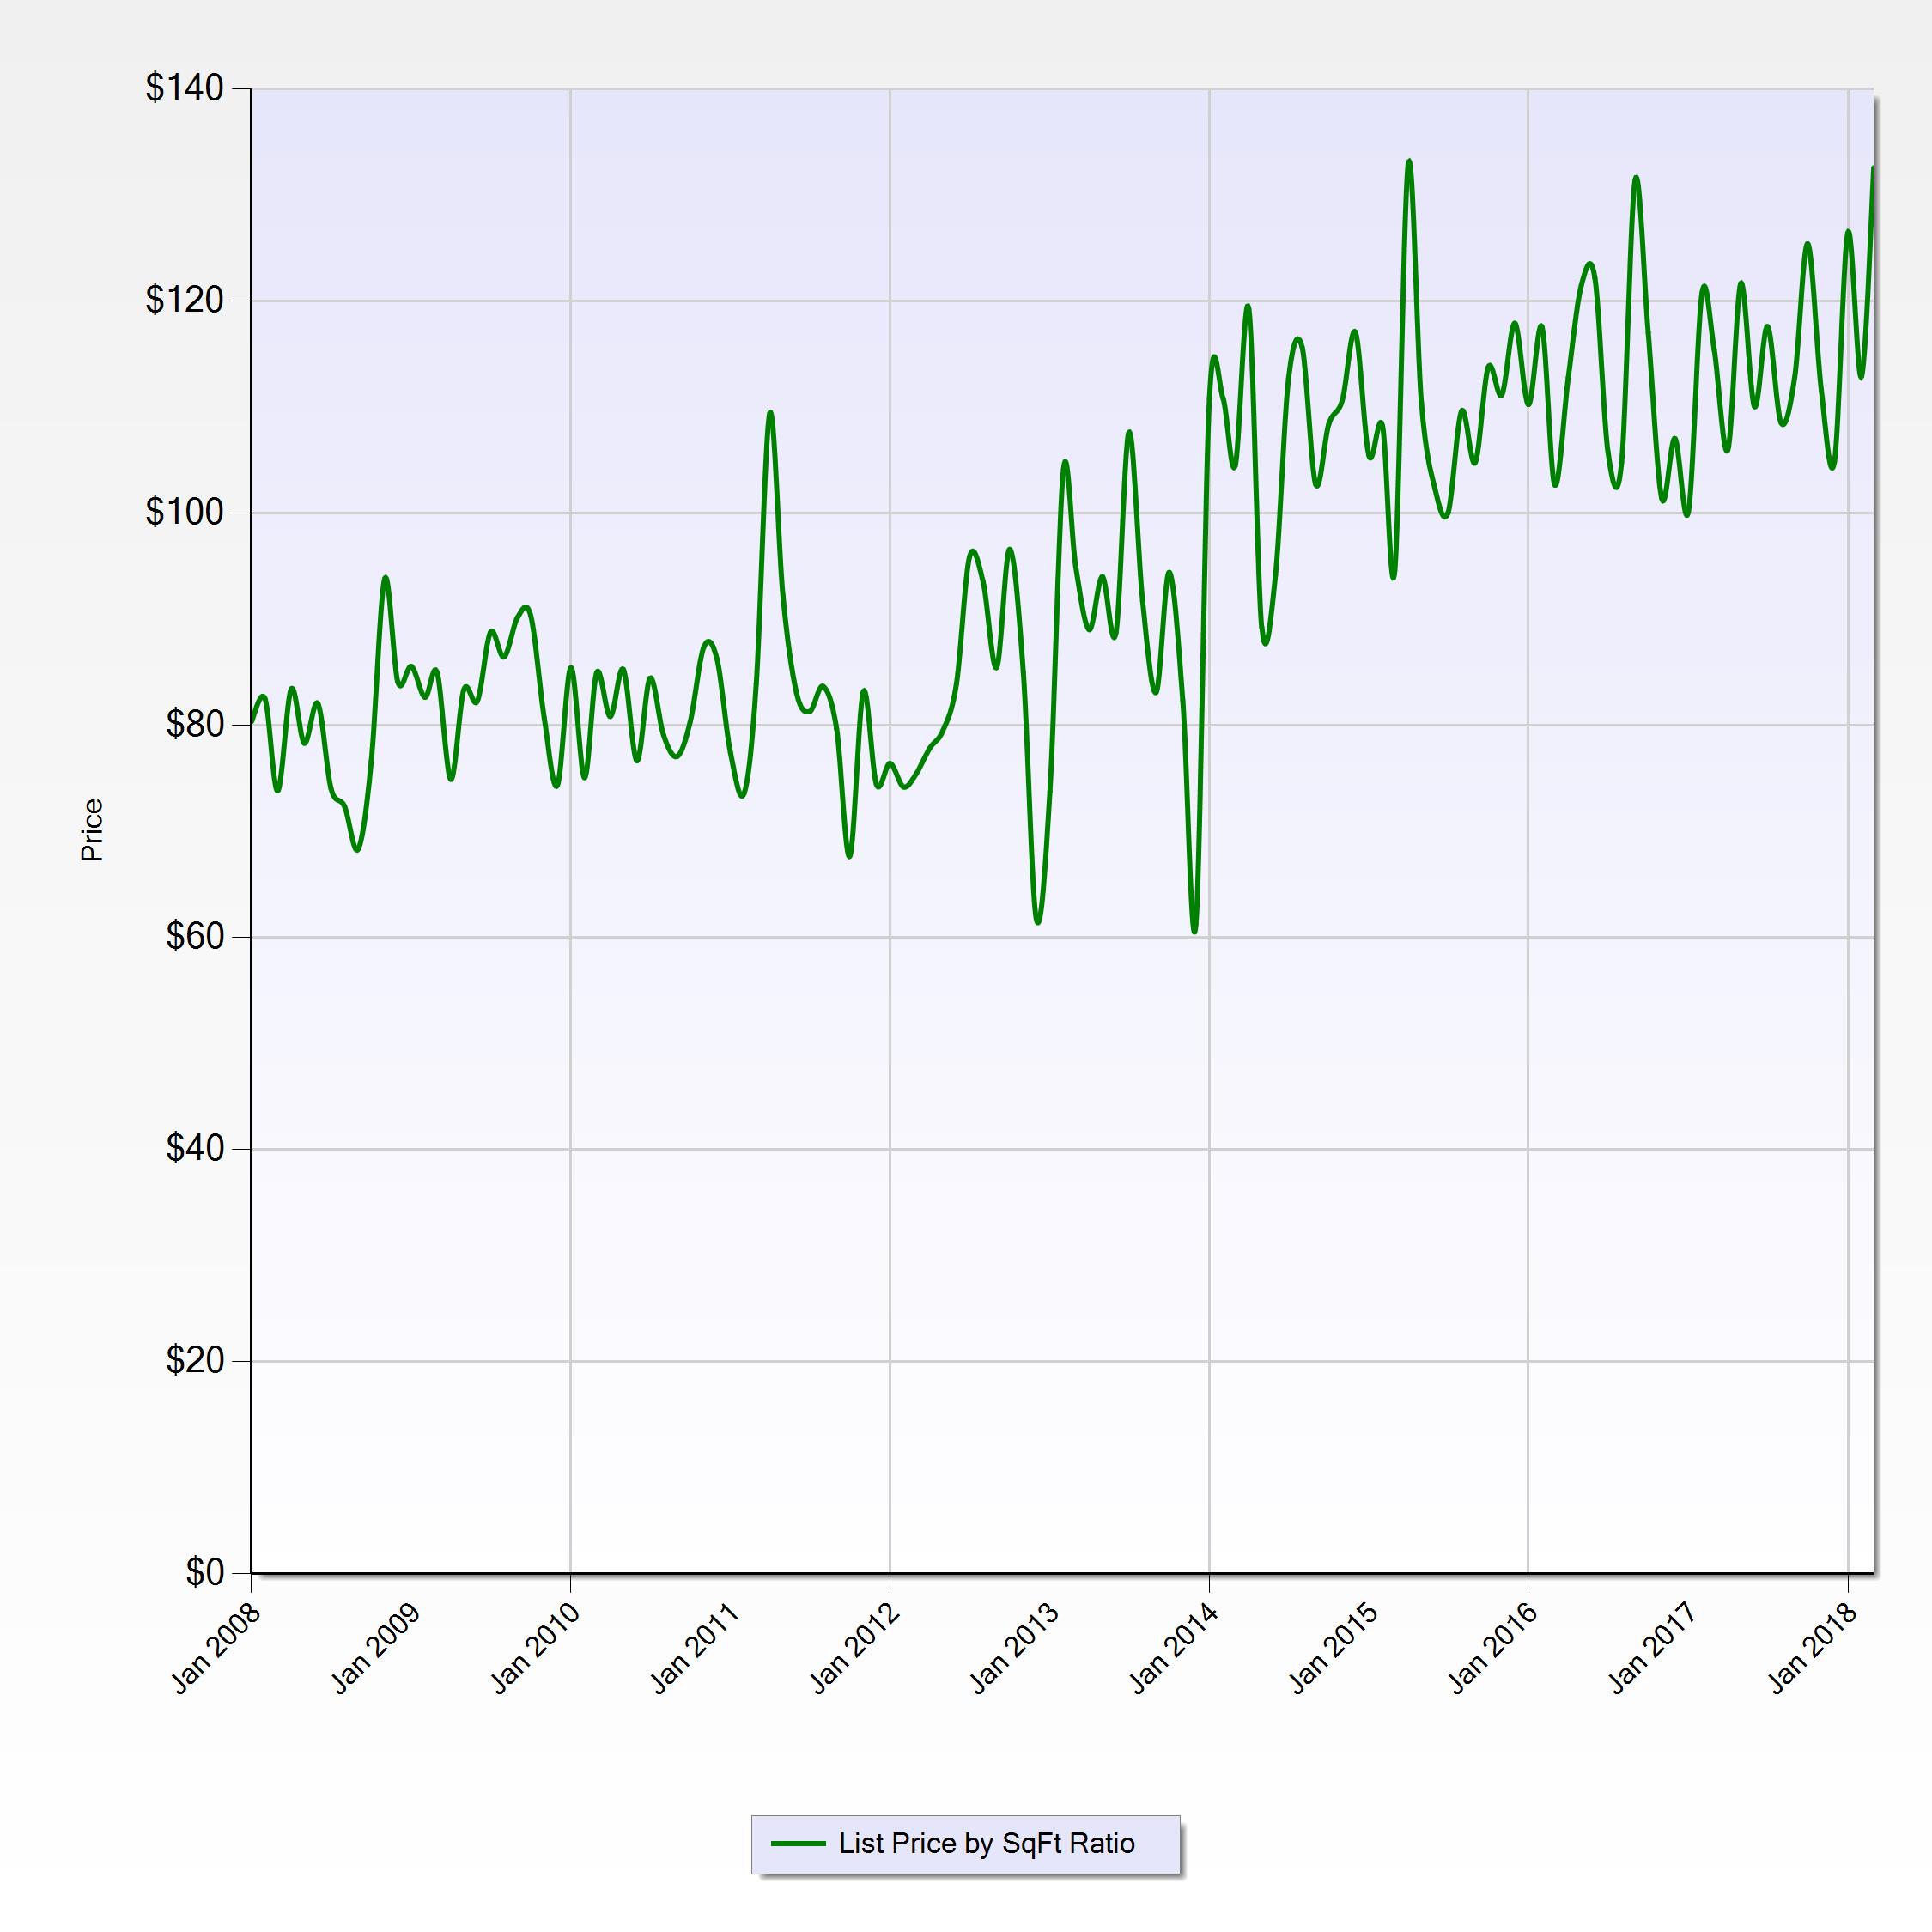 $140
$120
$100
$80
$60
$40
$20
$0
Price
Jan 2008
Jan 2009
Jan 2010
Jan 2011
Jan 2012
Jan 2013
Jan 2014
Jan 2015
Jan 2016
Jan 2017
Jan 2018
List Price by SqFt Ratio